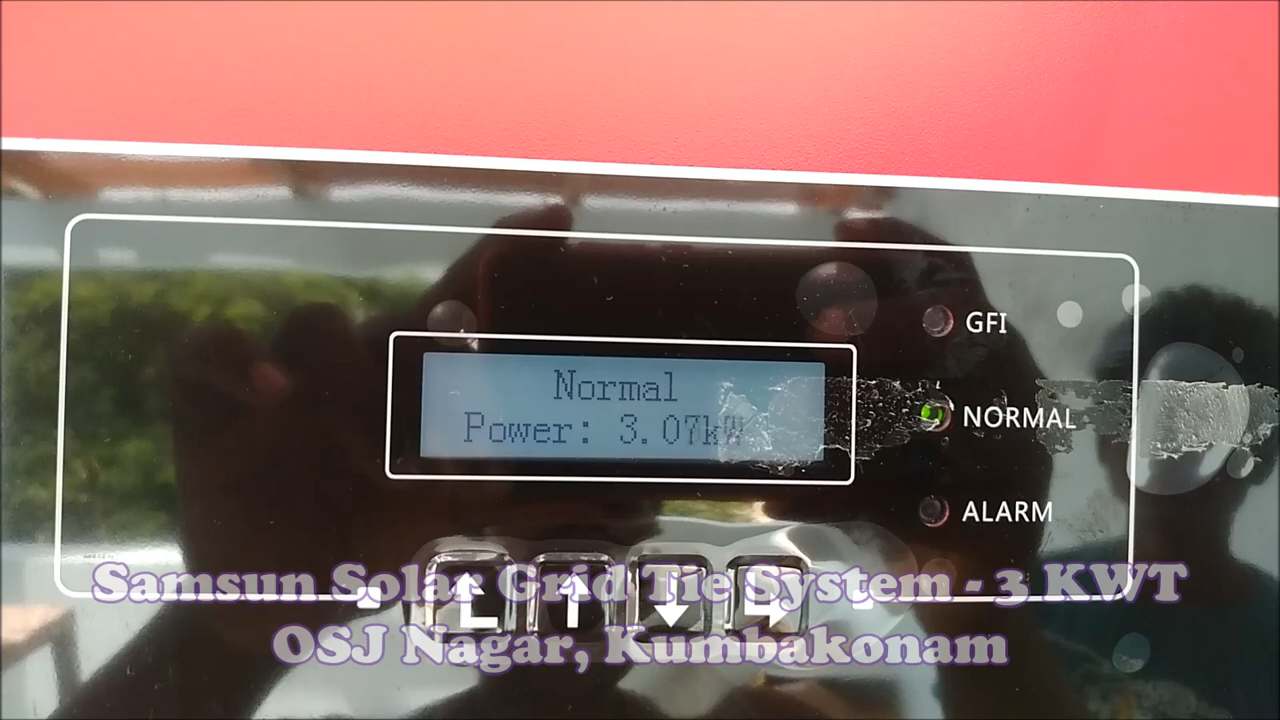 GFI
Normal
Power: 3.07kW
NORMAL
ALARM
Samsun Solar Grid Tie System - 3 KWT
OSJ Nagar, Kumbakonam